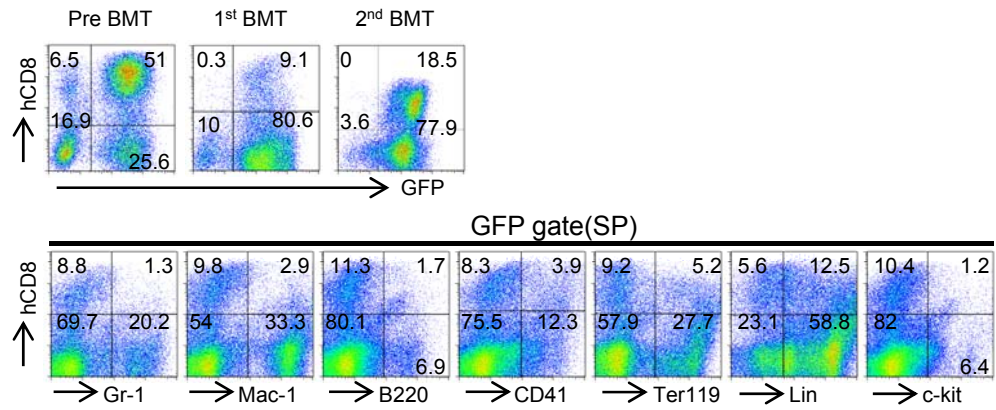 Pre BMT 1st BMT 2nd BMT
6.5 51 0.3 9.1 0 18.5
16.9 25.6 10 80.6 3.6 77.9
hCD8
GFP
GFP gate(SP)
8.8 1.3 9.8 2.9 11.3 1.7 8.3 3.9 9.2 5.2 5.6 12.5 10.4 1.2
69.7 20.2 54 33.3 80.1 6.9 75.5 12.3 57.9 27.7 23.1 58.8 82 6.4
hCD8
Gr-1 Mac-1 B220 CD41 Ter119 Lin c-kit